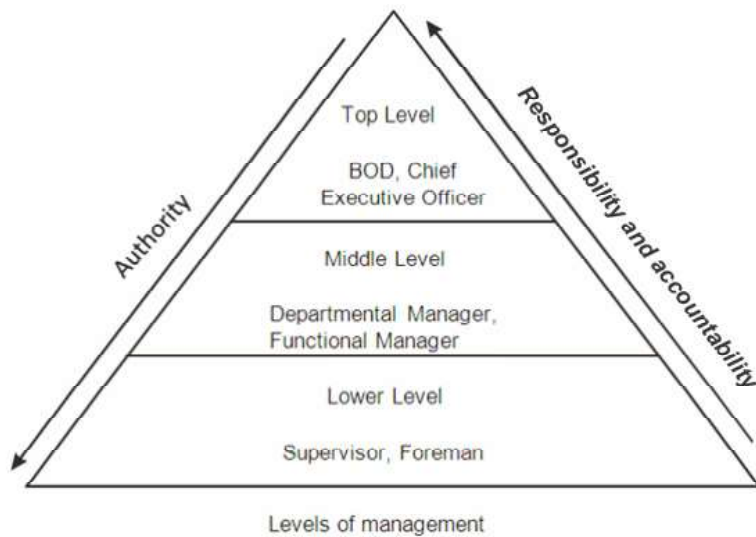 Top Level
BOD, Chief
Executive Officer
Authority
Responsibility and accountability
Middle Level
Departmental Manager,
Functional Manager
Lower Level
Supervisor, Foreman
Levels of management